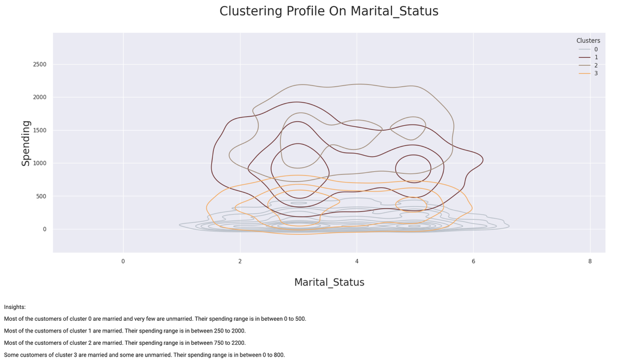 Clustering Profile On Marital_Status
Clusters
0
1
2
3
2500
2000
1500
1000
500
0
Spending
0
2
4
6
8
Marital_Status
Insights:
Most of the customers of cluster 0 are married and very few are unmarried. Their spending range is in between 0 to 500.
Most of the customers of cluster 1 are married. Their spending range is in between 250 to 2000.
Most of the customers of cluster 2 are married. Their spending range is in between 750 to 2200.
Some customers of cluster 3 are married and some are unmarried. Their spending range is in between 0 to 800.